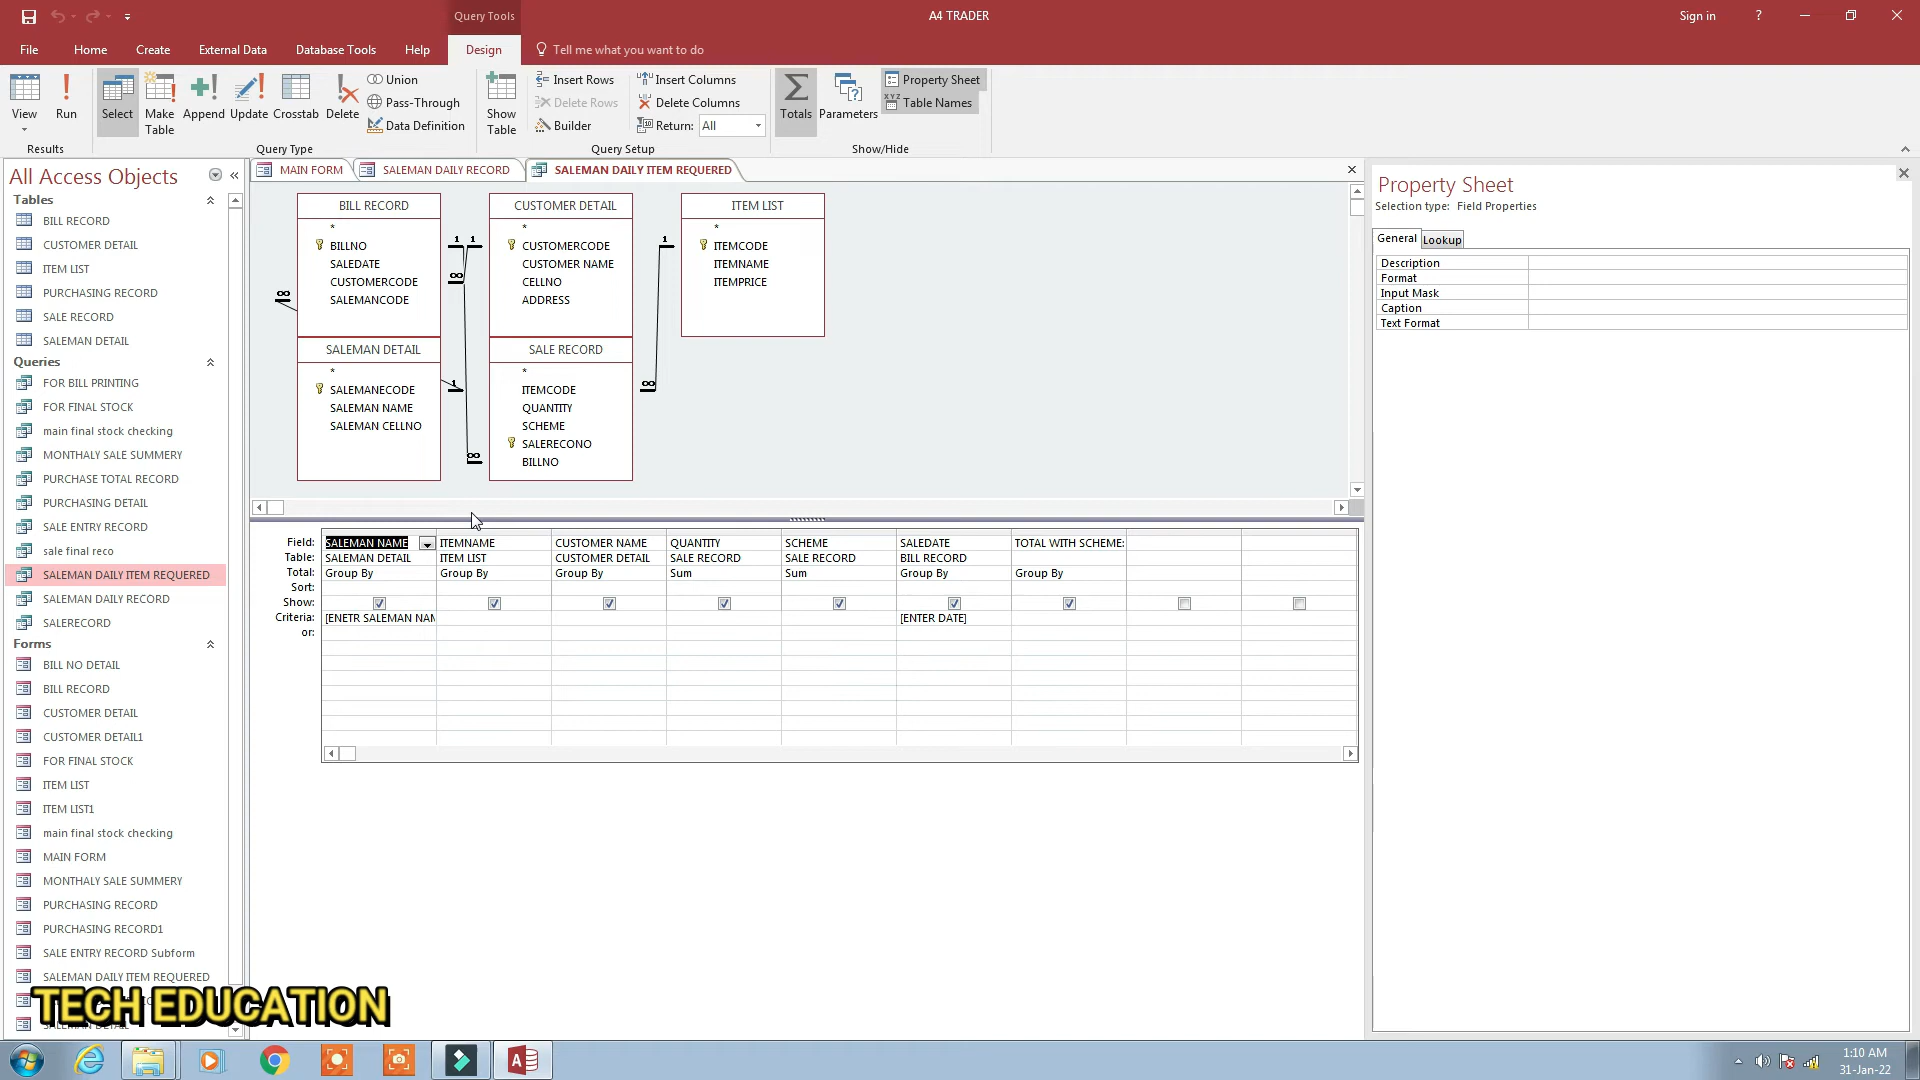 Query Tools
A4 TRADER
Sign in
?
File
Home
Create
External Data
Database Tools
Help
Design
Tell me what you want to do
View
Run
Results
Select
Make Table
Append
Update
Crosstab
Delete
Union
Pass-Through
Data Definition
Query Type
Show Table
Insert Rows
Delete Rows
Builder
Insert Columns
Delete Columns
Return: All
Query Setup
Totals
Parameters
Property Sheet
Table Names
Show/Hide
All Access Objects
Tables
BILL RECORD
CUSTOMER DETAIL
ITEM LIST
PURCHASING RECORD
SALE RECORD
SALEMAN DETAIL
Queries
FOR BILL PRINTING
FOR FINAL STOCK
main final stock checking
MONTHALY SALE SUMMERY
PURCHASE TOTAL RECORD
PURCHASING DETAIL
SALE ENTRY RECORD
sale final reco
SALEMAN DAILY ITEM REQUERED
SALEMAN DAILY RECORD
SALERECORD
Forms
BILL NO DETAIL
BILL RECORD
CUSTOMER DETAIL
CUSTOMER DETAIL1
FOR FINAL STOCK
ITEM LIST
ITEM LIST1
main final stock checking
MAIN FORM
MONTHALY SALE SUMMERY
PURCHASING RECORD
PURCHASING RECORD1
SALE ENTRY RECORD Subform
SALEMAN DAILY ITEM REQUERED
TECH EDUCATION
MAIN FORM
SALEMAN DAILY RECORD
SALEMAN DAILY ITEM REQUERED
BILL RECORD
*
BILLNO
SALEDATE
CUSTOMERCODE
SALEMANCODE
CUSTOMER DETAIL
*
CUSTOMERCODE
CUSTOMER NAME
CELLNO
ADDRESS
ITEM LIST
*
ITEMCODE
ITEMNAME
ITEMPRICE
SALEMAN DETAIL
*
SALEMANECODE
SALEMAN NAME
SALEMAN CELLNO
SALE RECORD
*
ITEMCODE
QUANTITY
SCHEME
SALERECONO
BILLNO
1 1 1 1
∞ ∞ ∞ ∞
Field: SALEMAN NAME ITEMNAME CUSTOMER NAME QUANTITY SCHEME SALEDATE TOTAL WITH SCHEME:
Table: SALEMAN DETAIL ITEM LIST CUSTOMER DETAIL SALE RECORD SALE RECORD BILL RECORD
Total: Group By Group By Group By Sum Sum Group By Group By
Sort:
Show:
Criteria: [ENETR SALEMAN NAM [ENTER DATE]
or:
Property Sheet
Selection type: Field Properties
General
Lookup
Description
Format
Input Mask
Caption
Text Format
1:10 AM
31-Jan-22